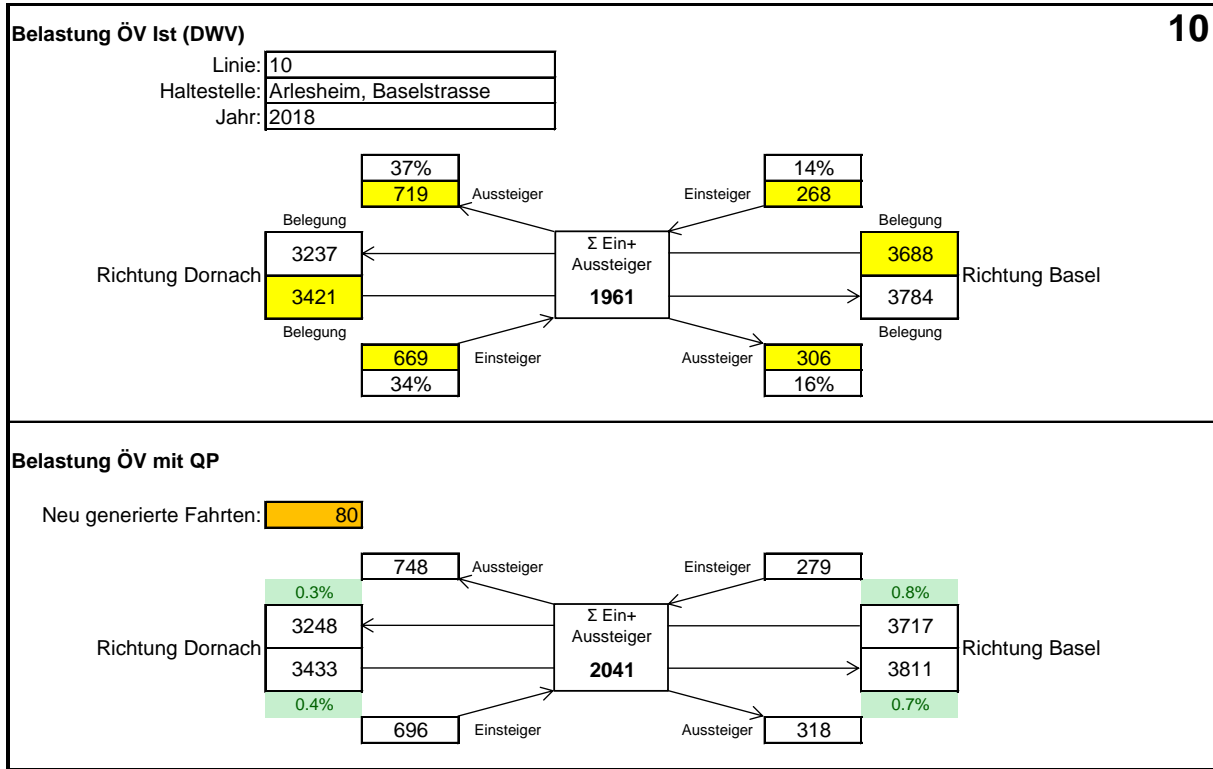 Belastung ÖV Ist (DWV) 10
Linie: 10
Haltestelle: Arlesheim, Baselstrasse
Jahr: 2018
37% 14%
719 Aussteiger Einsteiger 268
Belegung Belegung
3237 Σ Ein+ 3688
Richtung Dornach Aussteiger Richtung Basel
3421 1961 3784
Belegung Belegung
669 Einsteiger Aussteiger 306
34% 16%
Belastung ÖV mit QP
Neu generierte Fahrten: 80
748 Aussteiger Einsteiger 279
0.3% 0.8%
3248 Σ Ein+ 3717
Richtung Dornach Aussteiger Richtung Basel
3433 2041 3811
0.4% 0.7%
696 Einsteiger Aussteiger 318